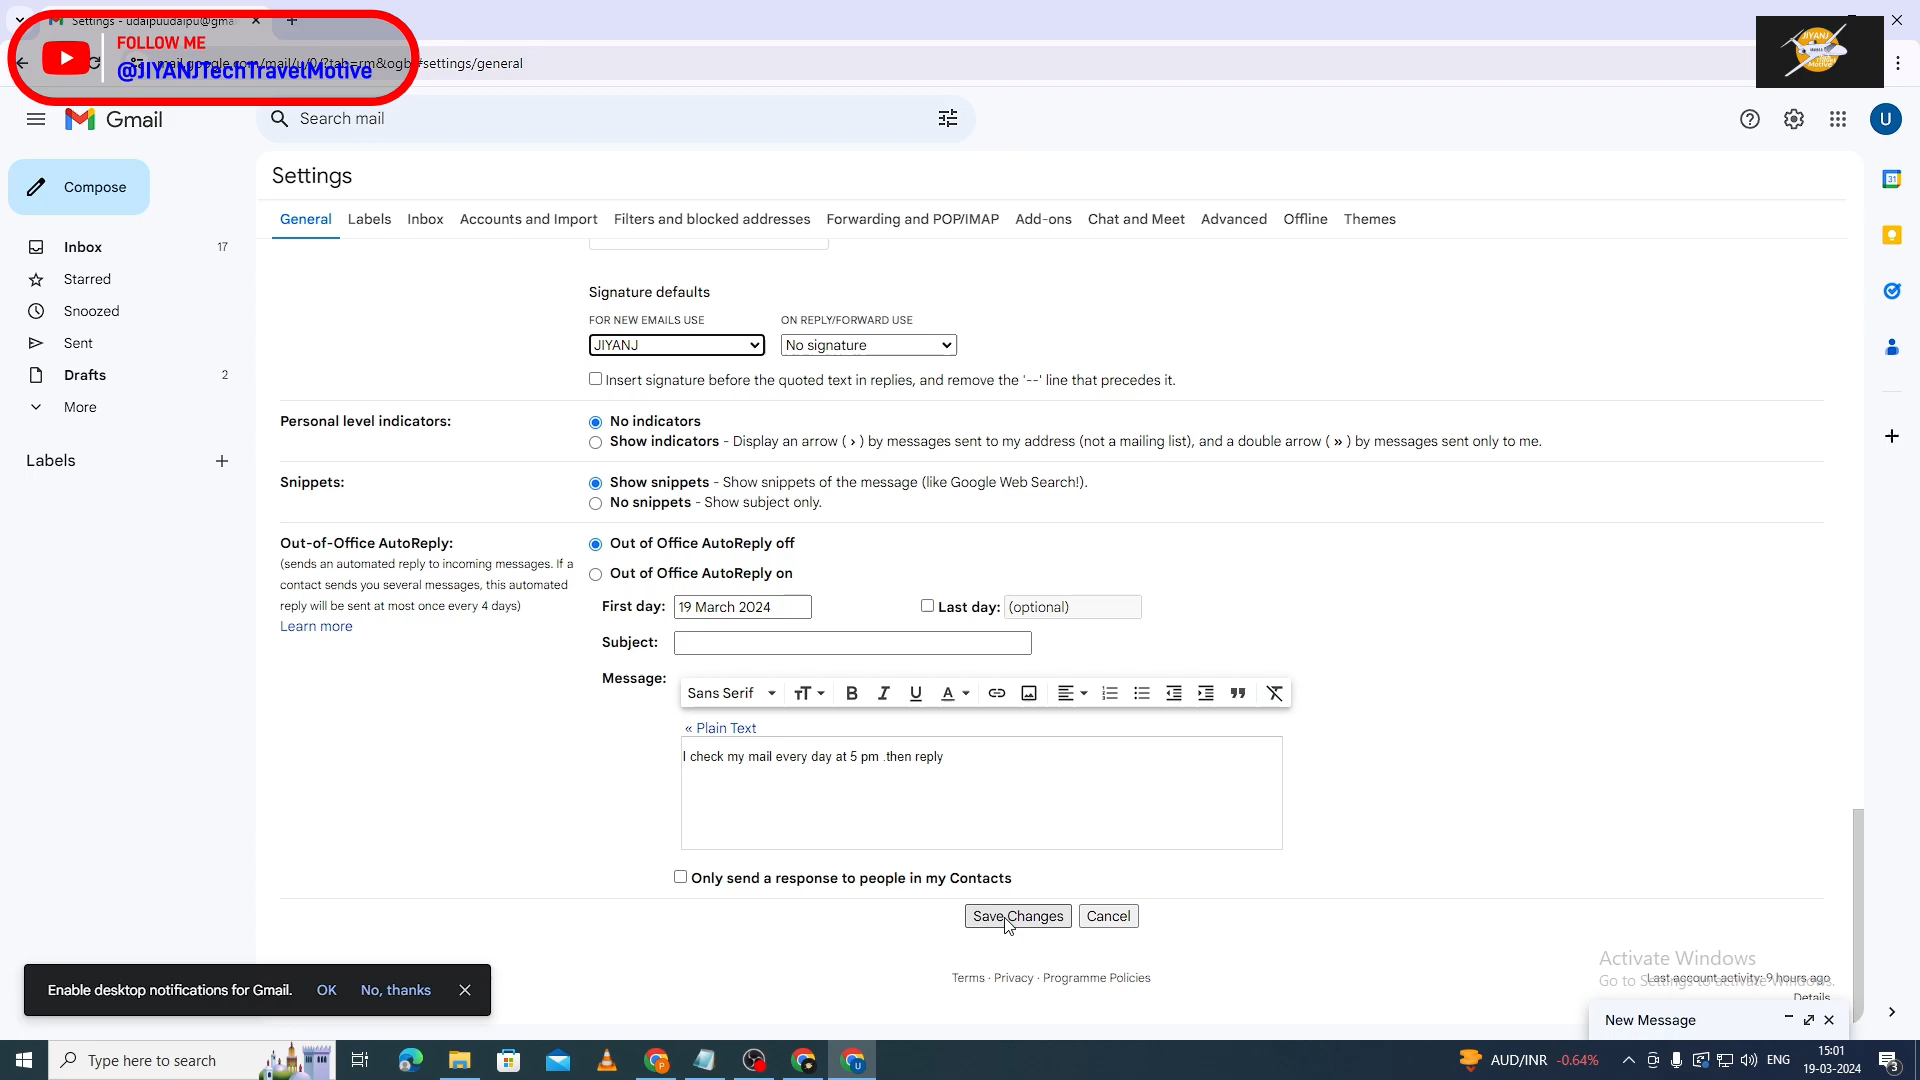 Settings - udaipuudaipu@gma
FOLLOW ME
@JIYANJTechTravelMotive
mail.google.com/mail/u/0/?tab=rm&ogbl#settings/general
JIYANJ
Gmail
Search mail
U
Compose
Settings
General Labels Inbox Accounts and Import Filters and blocked addresses Forwarding and POP/IMAP Add-ons Chat and Meet Advanced Offline Themes
Inbox 17
Starred
Snoozed
Sent
Drafts 2
More
Labels
31
Signature defaults
FOR NEW EMAILS USE ON REPLY/FORWARD USE
JIYANJ No signature
Insert signature before the quoted text in replies, and remove the '--' line that precedes it.
Personal level indicators: No indicators
Show indicators - Display an arrow ( › ) by messages sent to my address (not a mailing list), and a double arrow ( » ) by messages sent only to me.
Snippets: Show snippets - Show snippets of the message (like Google Web Search!).
No snippets - Show subject only.
Out-of-Office AutoReply: Out of Office AutoReply off
(sends an automated reply to incoming messages. If a
contact sends you several messages, this automated
reply will be sent at most once every 4 days)
Learn more
Out of Office AutoReply on
First day: 19 March 2024 Last day: (optional)
Subject:
Message: Sans Serif
« Plain Text
I check my mail every day at 5 pm .then reply
Only send a response to people in my Contacts
Save Changes Cancel
Terms · Privacy · Programme Policies
Last account activity: 9 hours ago
Details
Activate Windows
Go to Settings to activate Windows.
Enable desktop notifications for Gmail. OK No, thanks
New Message
Type here to search
AUD/INR -0.64%
ENG
15:01
19-03-2024
3